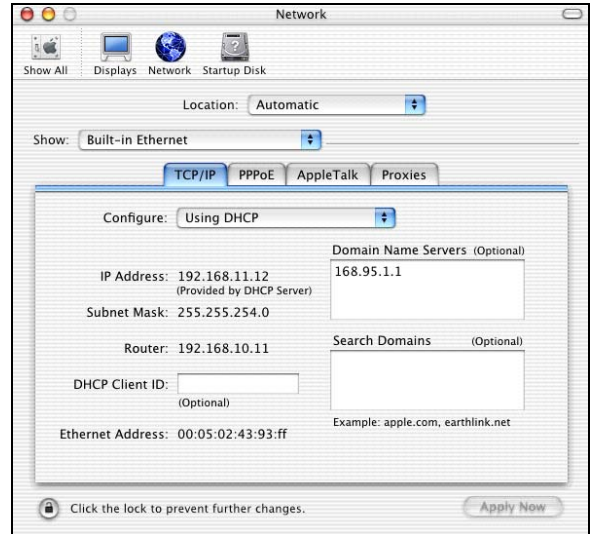 Network
Show All Displays Network Startup Disk
Location: Automatic
Show: Built-in Ethernet
TCP/IP PPPoE AppleTalk Proxies
Configure: Using DHCP
Domain Name Servers (Optional)
168.95.1.1
IP Address: 192.168.11.12
(Provided by DHCP Server)
Subnet Mask: 255.255.254.0
Router: 192.168.10.11
Search Domains (Optional)
DHCP Client ID:
(Optional)
Example: apple.com, earthlink.net
Ethernet Address: 00:05:02:43:93:ff
Click the lock to prevent further changes.
Apply Now